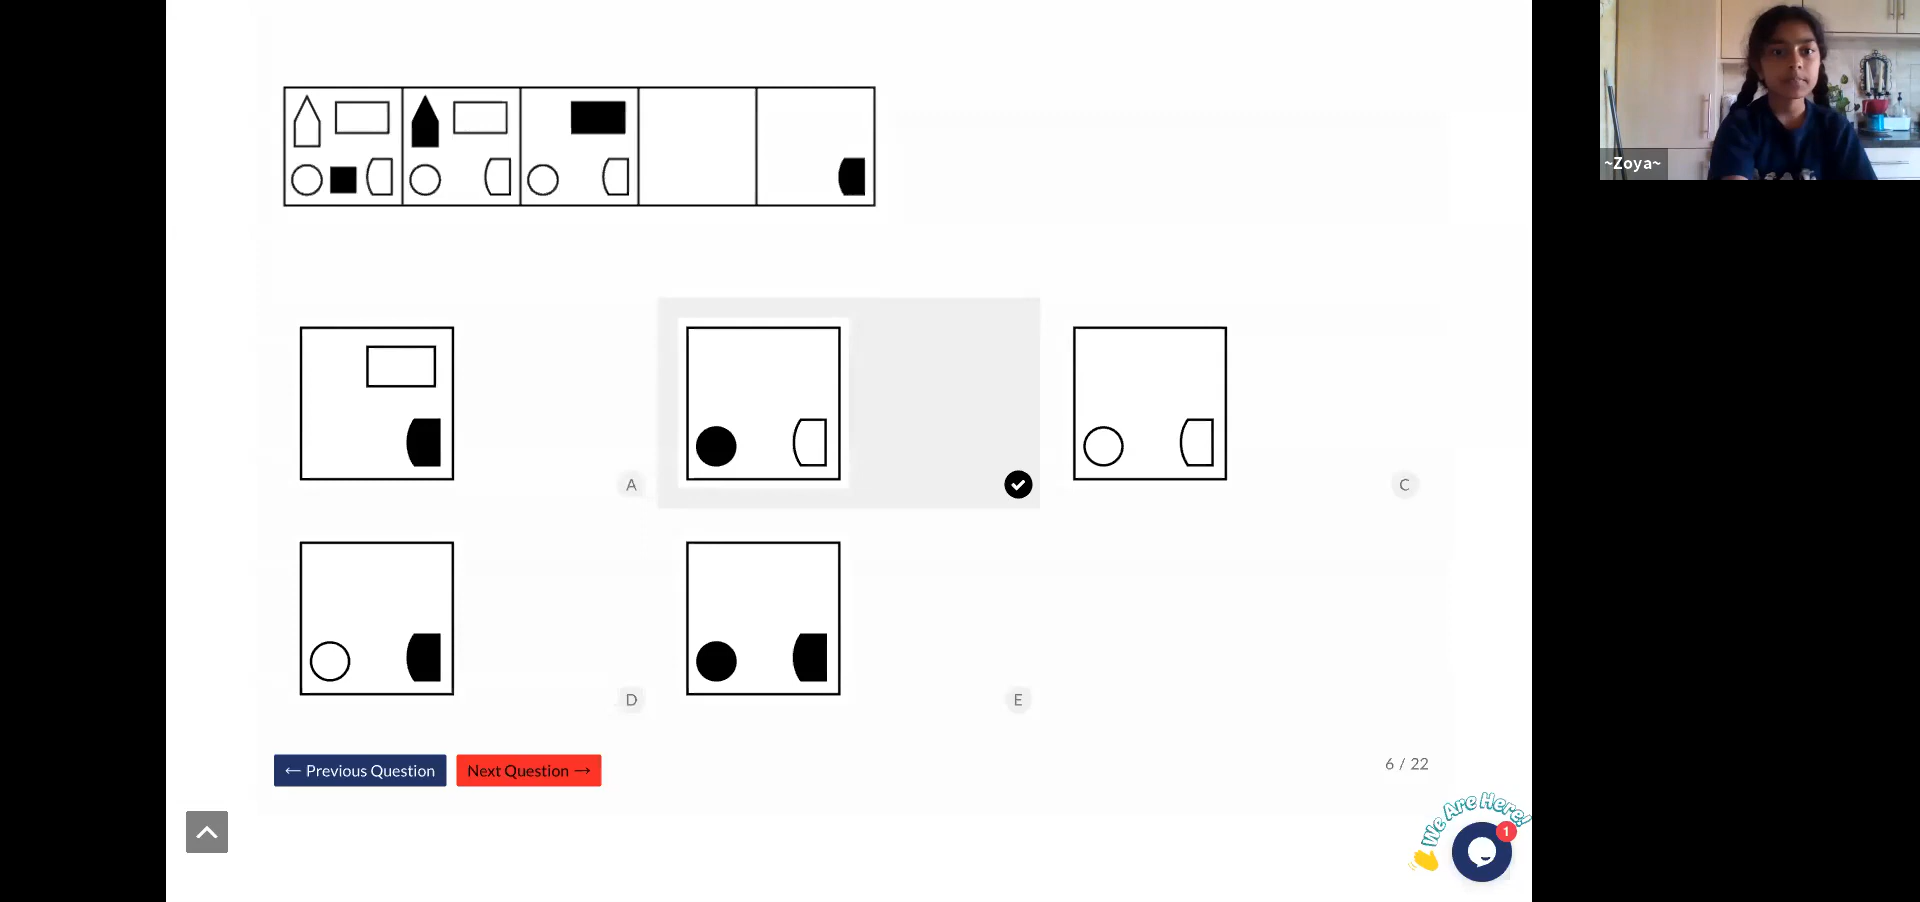 ~Zoya~
A
C
D
E
← Previous Question
Next Question →
6 / 22
We Are Here!
1